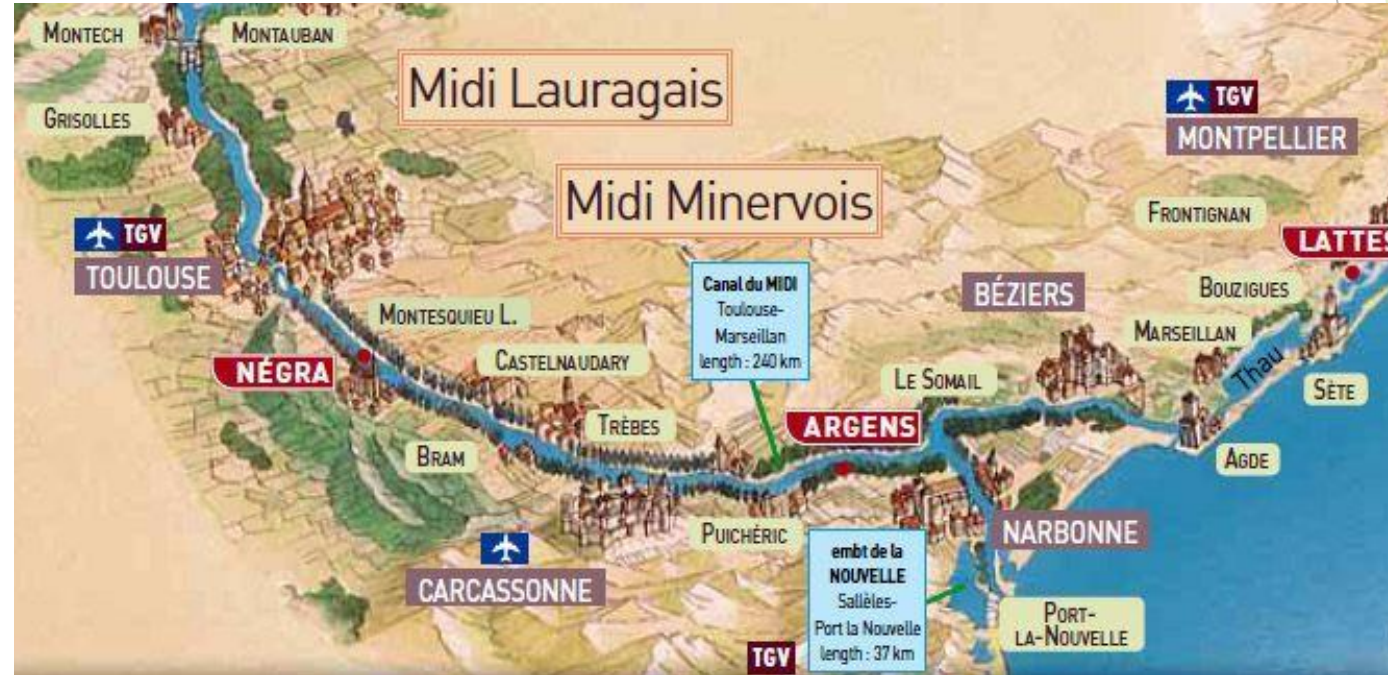 MONTECH
MONTAUBAN
Midi Lauragais
TGV
MONTPELLIER
GRISOLLES
Midi Minervois
FRONTIGNAN
TGV
TOULOUSE
LATTES
Canal du MIDI
Toulouse-
Marseillan
length : 240 km
BÉZIERS
BOUZIGUES
MONTESQUIEU L.
MARSEILLAN
Thau
NÉGRA
CASTELNAUDARY
LE SOMAIL
SÈTE
TRÈBES
ARGENS
BRAM
AGDE
PUICHÉRIC
NARBONNE
embt de la
NOUVELLE
Sallèles-
Port la Nouvelle
length : 37 km
CARCASSONNE
PORT-
LA-NOUVELLE
TGV